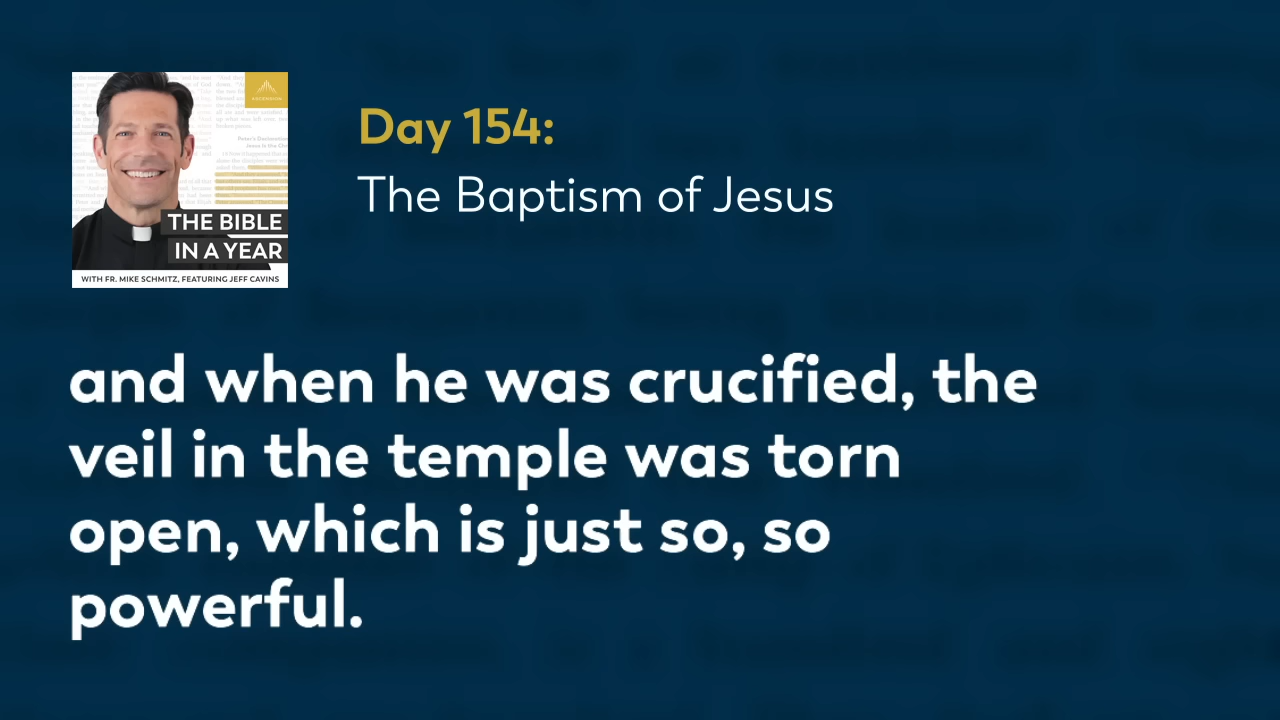 ASCENSION
THE BIBLE
IN A YEAR
WITH FR. MIKE SCHMITZ, FEATURING JEFF CAVINS
Day 154:
The Baptism of Jesus
and when he was crucified, the
veil in the temple was torn
open, which is just so, so
powerful.